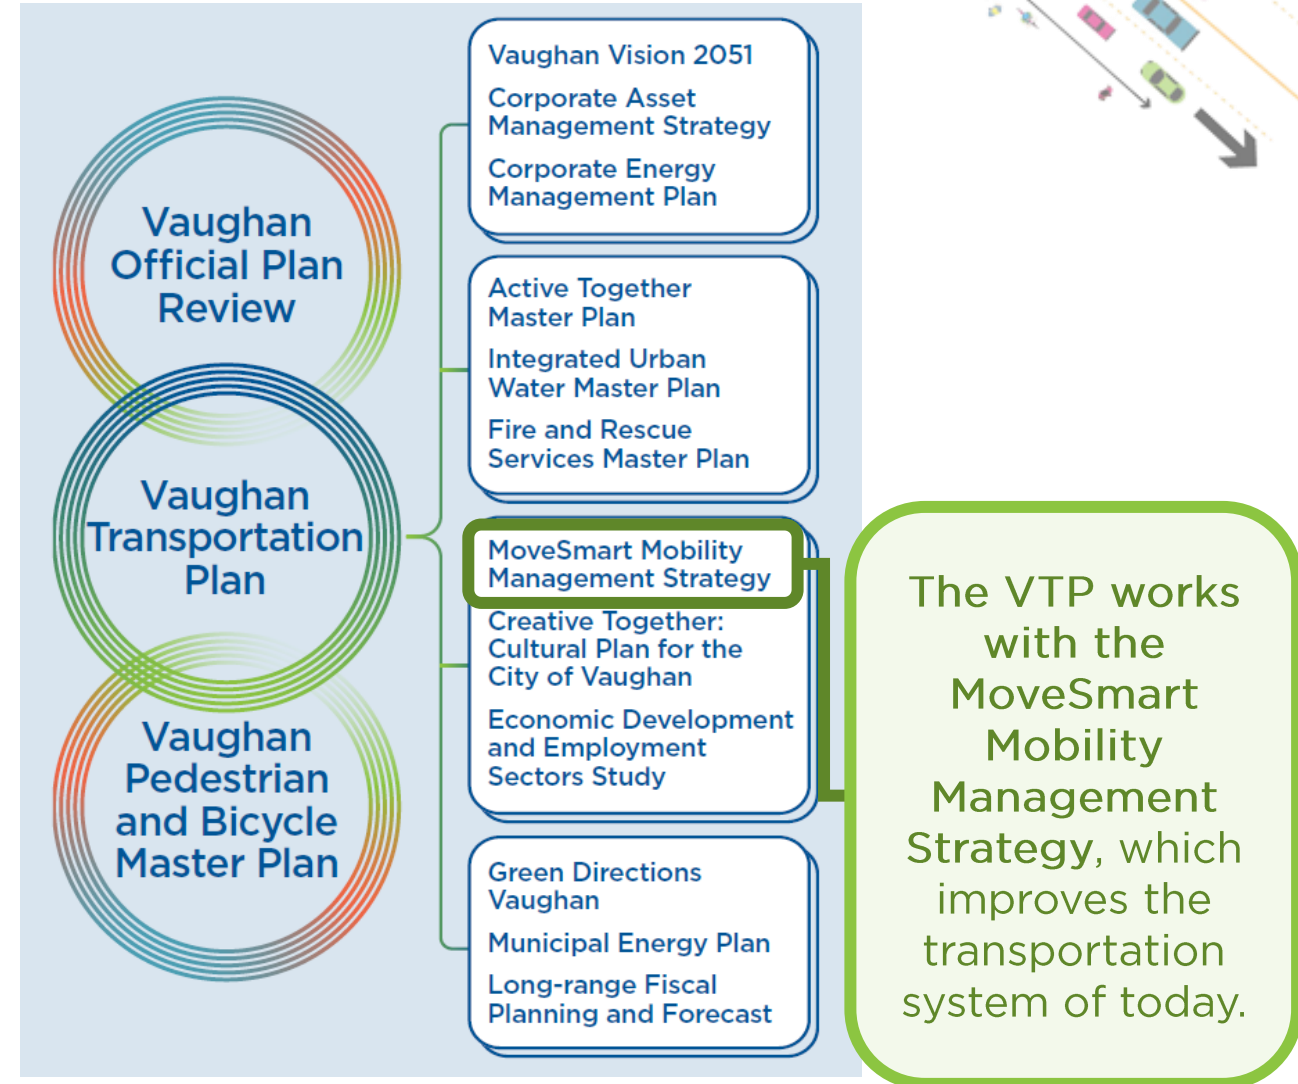 Vaughan
Official Plan
Review
Vaughan
Transportation
Plan
Vaughan
Pedestrian
and Bicycle
Master Plan
Vaughan Vision 2051
Corporate Asset
Management Strategy
Corporate Energy
Management Plan
Active Together
Master Plan
Integrated Urban
Water Master Plan
Fire and Rescue
Services Master Plan
MoveSmart Mobility
Management Strategy
Creative Together:
Cultural Plan for the
City of Vaughan
Economic Development
and Employment
Sectors Study
Green Directions
Vaughan
Municipal Energy Plan
Long-range Fiscal
Planning and Forecast
The VTP works
with the
MoveSmart
Mobility
Management
Strategy, which
improves the
transportation
system of today.